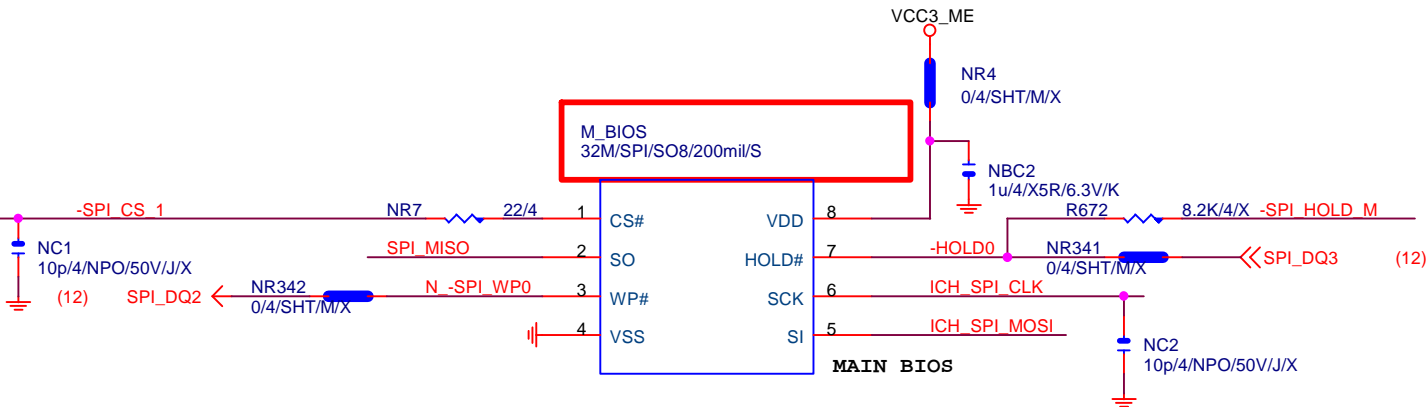 VCC3_ME
NR4
0/4/SHT/M/X
M_BIOS
32M/SPI/SO8/200mil/S
NBC2
1u/4/X5R/6.3V/K
-SPI_CS_1
NR7
22/4
1
CS#
VDD
8
R672
8.2K/4/X
-SPI_HOLD_M
NC1
10p/4/NPO/50V/J/X
SPI_MISO
2
SO
HOLD#
7
-HOLD0
NR341
0/4/SHT/M/X
SPI_DQ3
(12)
(12)
SPI_DQ2
NR342
0/4/SHT/M/X
N_-SPI_WP0
3
WP#
SCK
6
ICH_SPI_CLK
4
VSS
SI
5
ICH_SPI_MOSI
NC2
10p/4/NPO/50V/J/X
MAIN BIOS